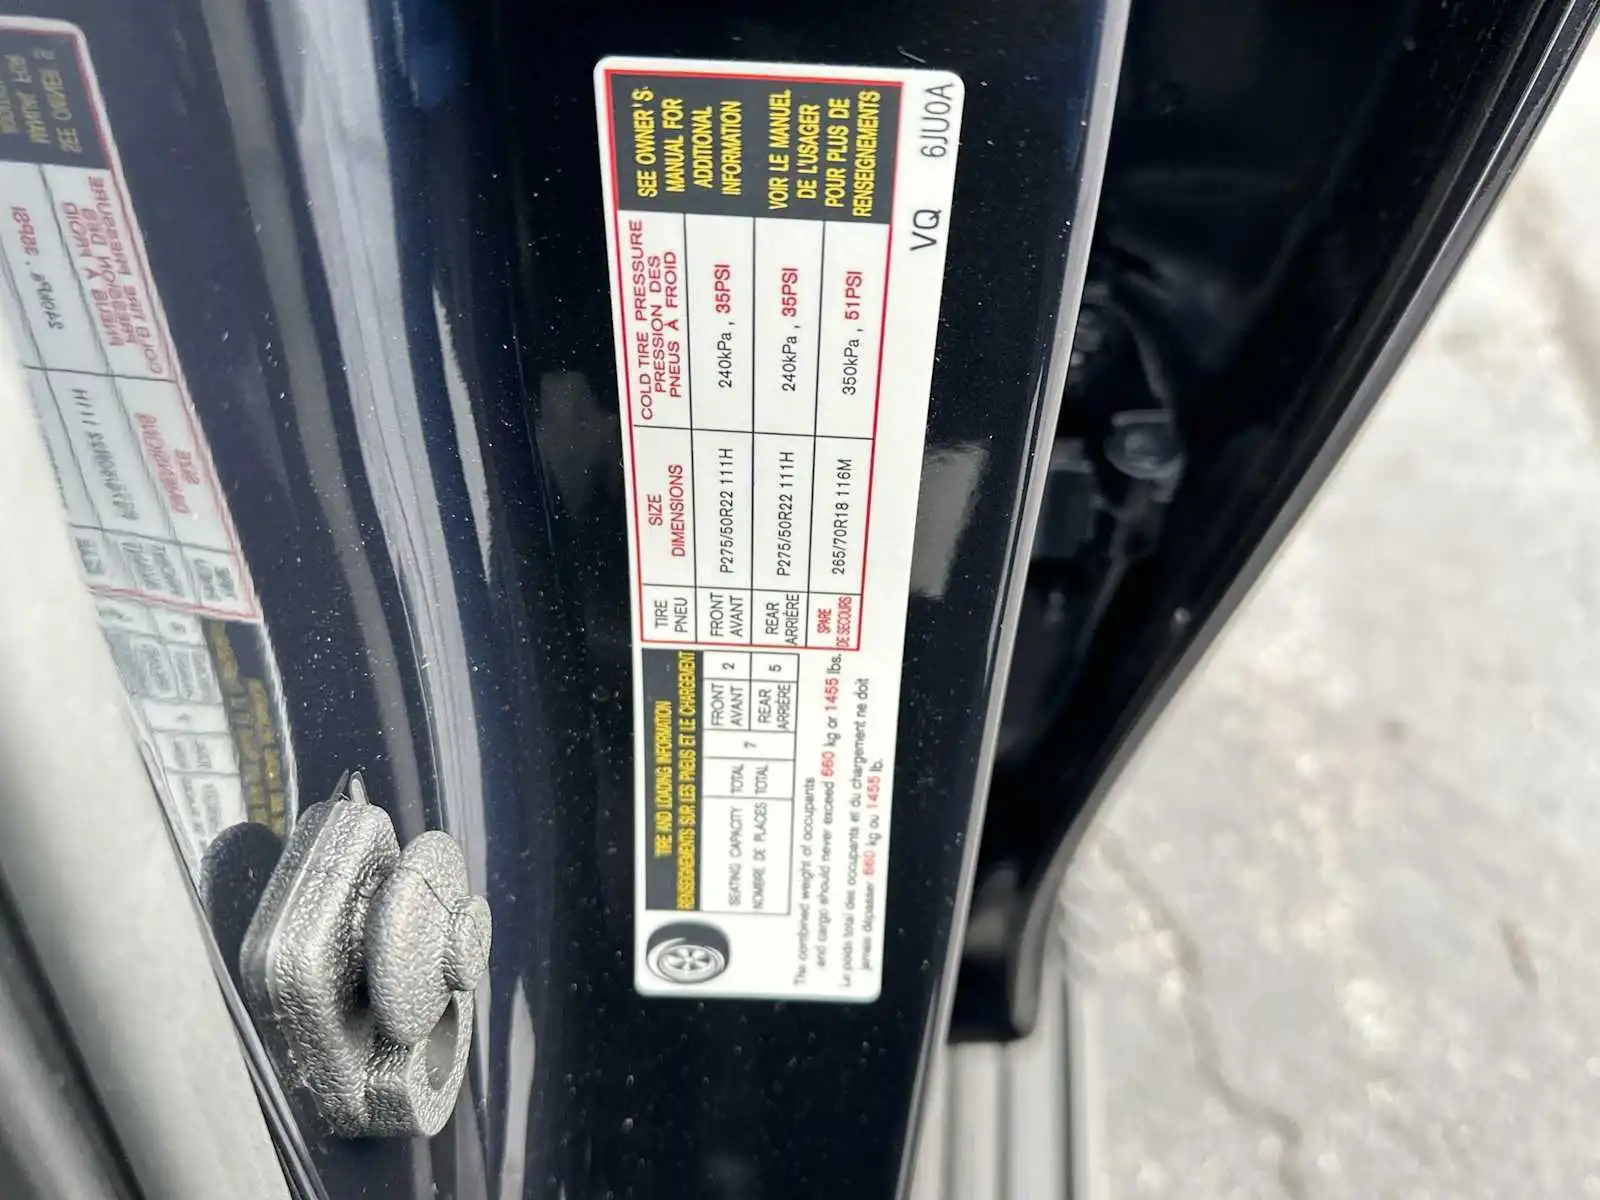 TIRE AND LOADING INFORMATION
RENSEIGNEMENTS SUR LES PNEUS ET LE CHARGEMENT
SEATING CAPACITY
NOMBRE DE PLACES
TOTAL
TOTAL
7
FRONT
AVANT
2
REAR
ARRIÈRE
5
The combined weight of occupants
and cargo should never exceed 660 kg or 1455 lbs.
Le poids total des occupants et du chargement ne doit
jamais dépasser 660 kg ou 1455 lb.
TIRE
PNEU
SIZE
DIMENSIONS
COLD TIRE PRESSURE
PRESSION DES
PNEUS À FROID
FRONT
AVANT
P275/50R22 111H
240kPa , 35PSI
REAR
ARRIÈRE
P275/50R22 111H
240kPa , 35PSI
SPARE
DE SECOURS
265/70R18 116M
350kPa , 51PSI
SEE OWNER'S
MANUAL FOR
ADDITIONAL
INFORMATION
VOIR LE MANUEL
DE L'USAGER
POUR PLUS DE
RENSEIGNEMENTS
VQ 6JU0A